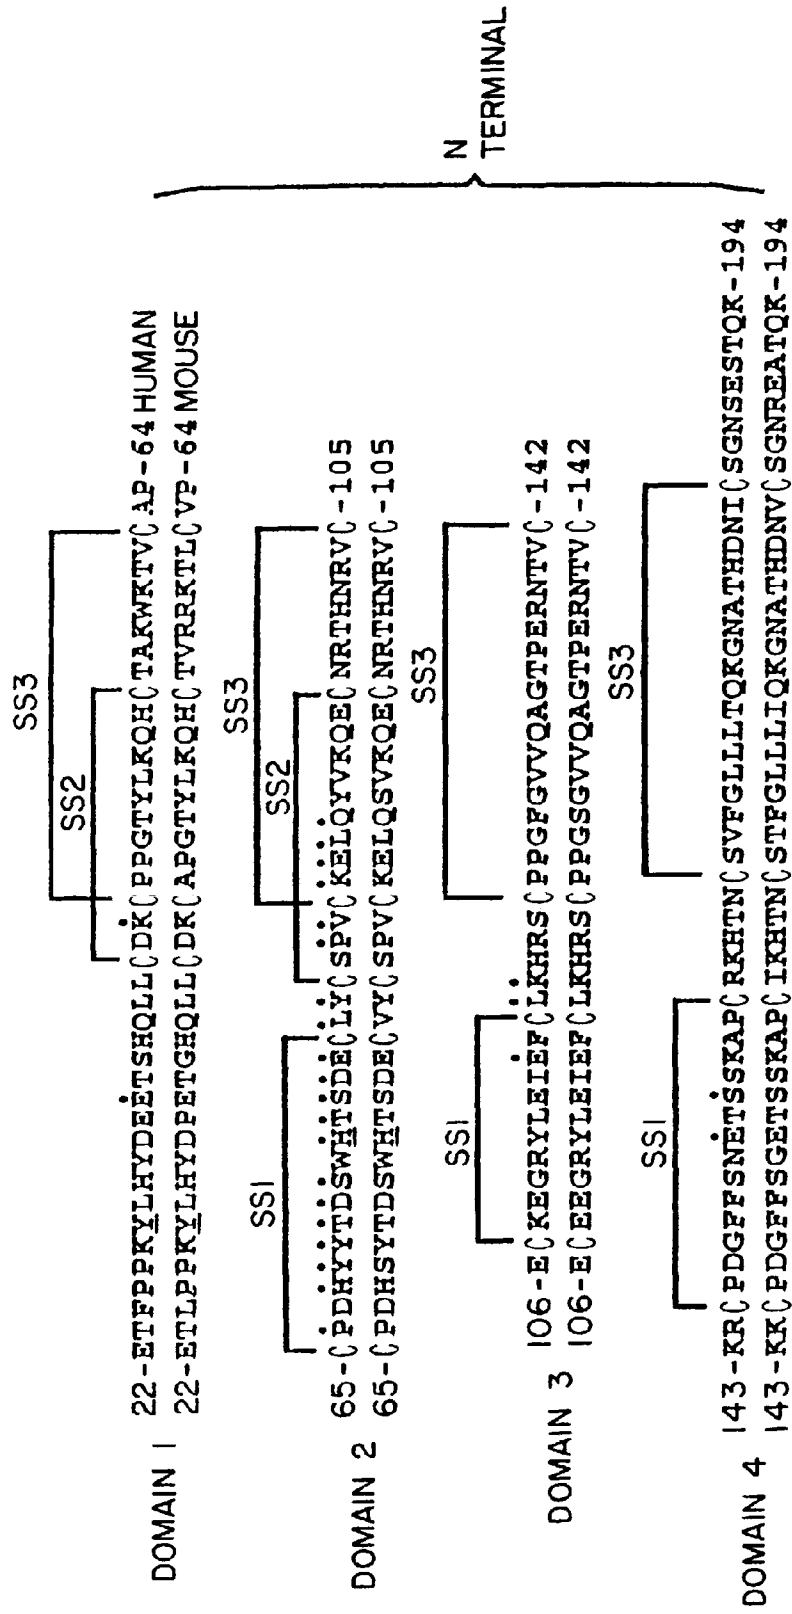 SS3
SS2
DOMAIN 1 22-ETFPPKYLHYDEETSHQLLCDKCPPGTYLKQHCTAKWKTVCAP-64 HUMAN
22-ETLPPKYLHYDPETGHQLLCDKCAPGTYLKQHCTVRRKTLCVP-64 MOUSE
SS3
SS1 SS2
DOMAIN 2 65-CPDHYYTDSWHTSDECLYCSPVCKELQYVKQECNRTHNRVC-105
65-CPDHSYTDSWHTSDECVYCSPVCKELQSVKQECNRTHNRVC-105
SS1 SS3
DOMAIN 3 106-ECKEGRYLEIEFCLKHRSCPPGFGVVQAGTPERNTVC-142
106-ECEEGRYLEIEFCLKHRSCPPGSGVVQAGTPERNTVC-142
SS1 SS3
DOMAIN 4 143-KRCPDGFFSNETSSKAPCRKHTNCSVFGLLLTQKGNATHDNICSGNSESTQK-194
143-KKCPDGFFSGETSSKAPCIKHTNCSTFGLLLIQKGNATHDNVCSGNREATQK-194
N
TERMINAL